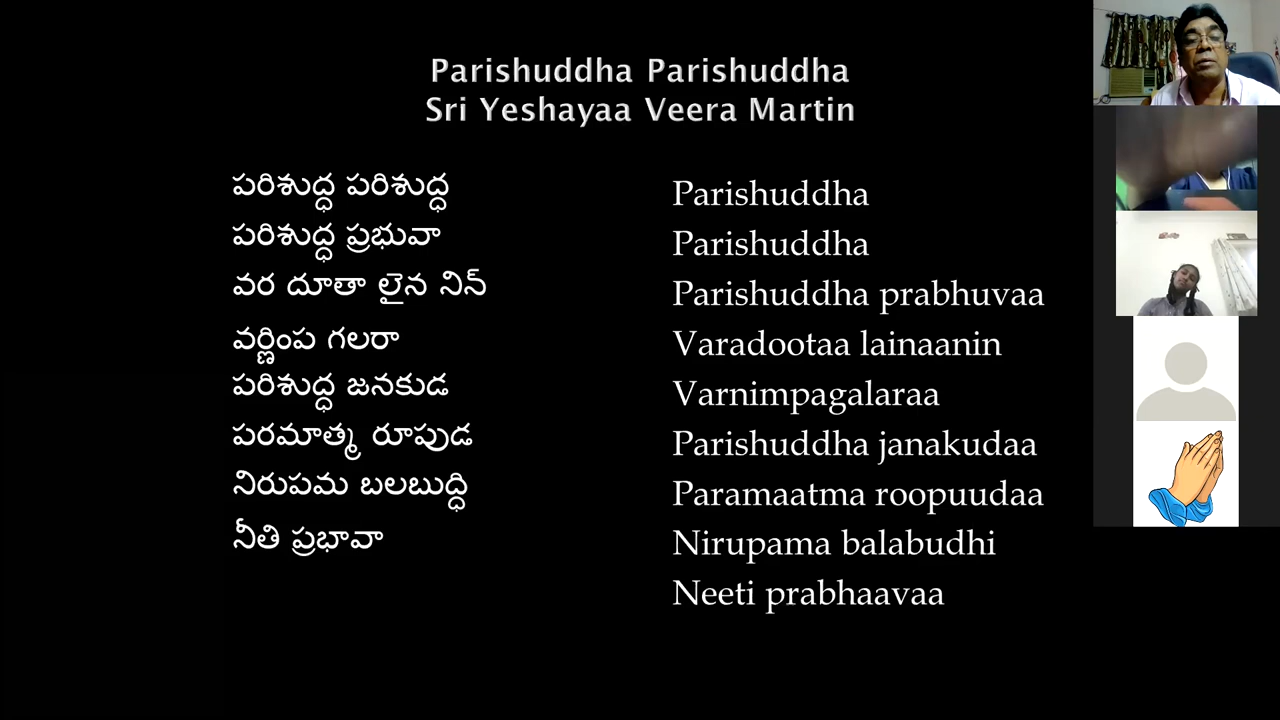 Parishuddha Parishuddha
Sri Yeshayaa Veera Martin
పరిశుద్ధ పరిశుద్ధ
పరిశుద్ధ ప్రభువా
వర దూతా లైన నిన్
వర్ణింప గలరా
పరిశుద్ధ జనకుడ
పరమాత్మ రూపుడ
నిరుపమ బలబుద్ధి
నీతి ప్రభావా
Parishuddha
Parishuddha
Parishuddha prabhuvaa
Varadootaa lainaanin
Varnimpagalaraa
Parishuddha janakudaa
Paramaatma roopuudaa
Nirupama balabudhi
Neeti prabhaavaa